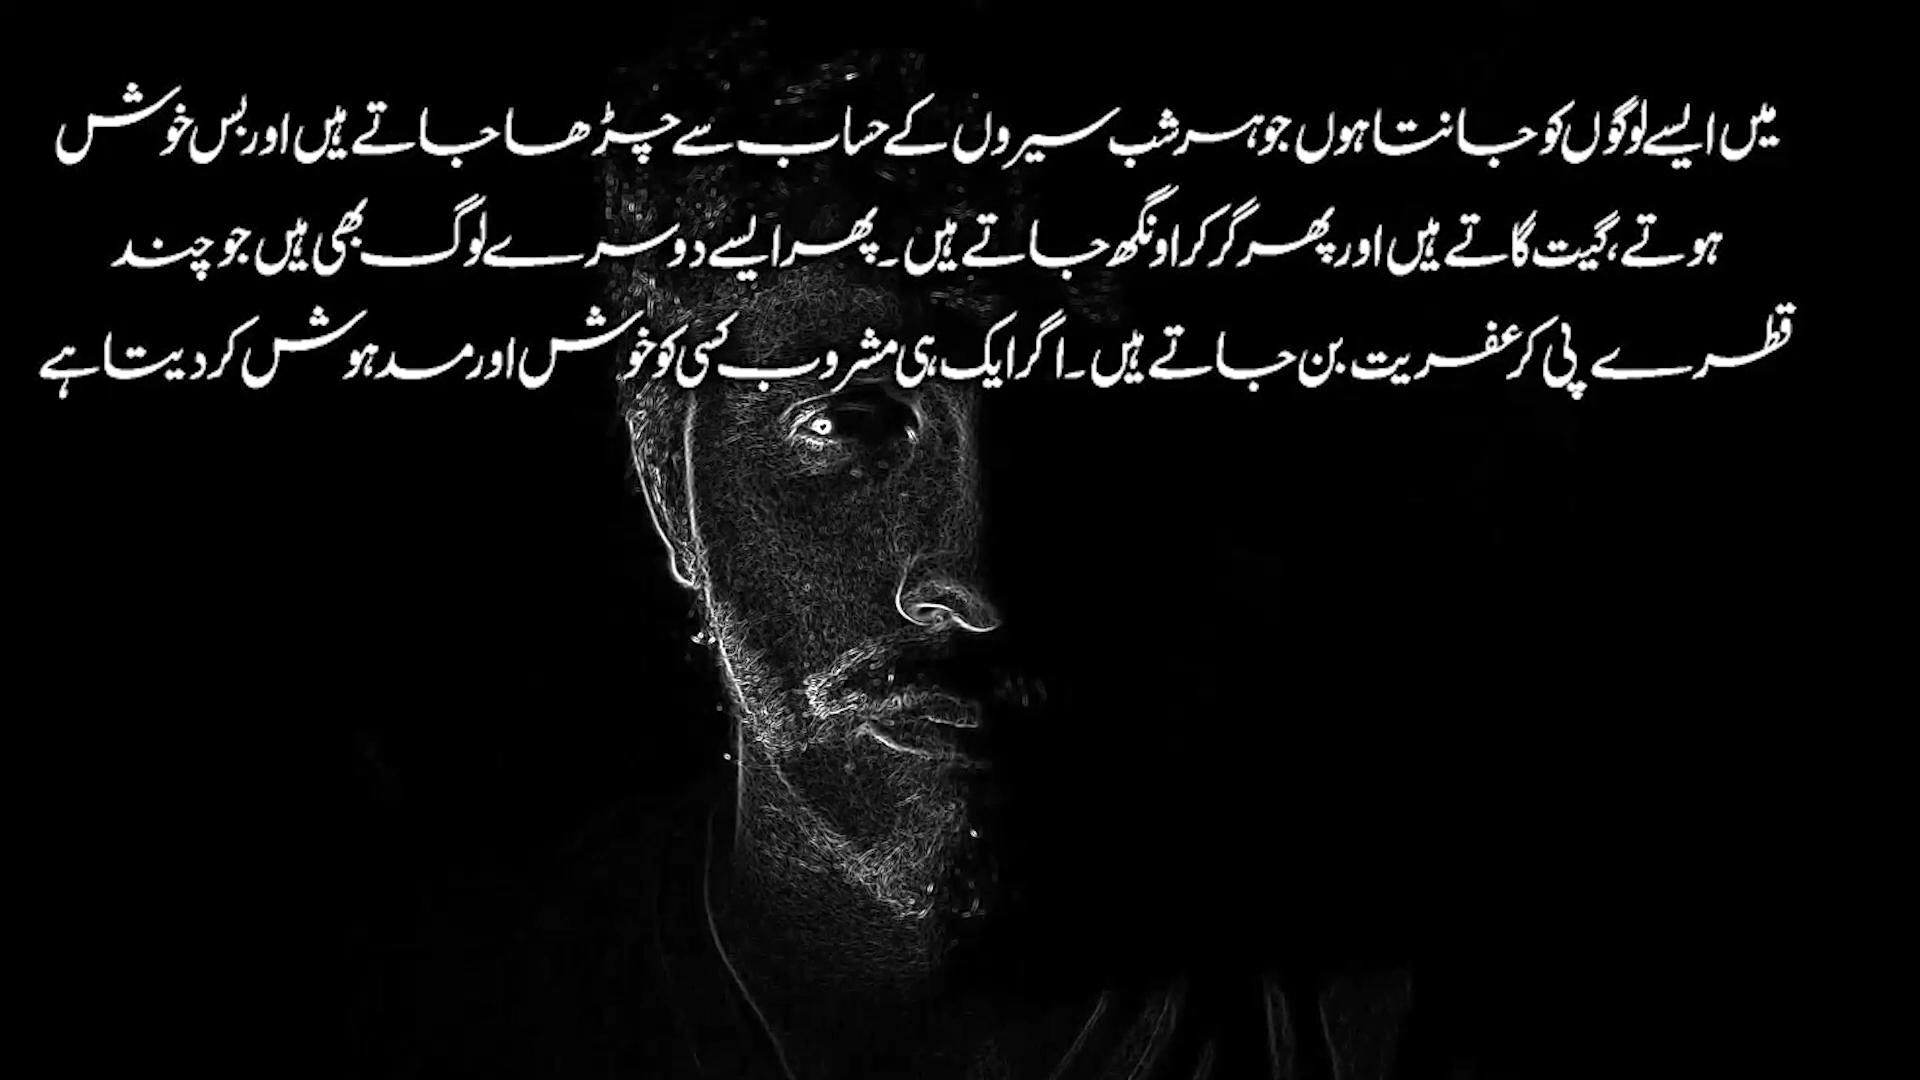 میں ایسے لوگوں کو جانتا ہوں جو ہر شب سیروں کے حساب سے چڑھا جاتے ہیں اور بس خوش
ہوتے، گیت گاتے ہیں اور پھر گر کر اونگھ جاتے ہیں۔ پھر ایسے دوسرے لوگ بھی ہیں جو چند
قطرے پی کر عفریت بن جاتے ہیں۔ اگر ایک ہی مشروب کسی کو خوش اور مدہوش کر دیتا ہے